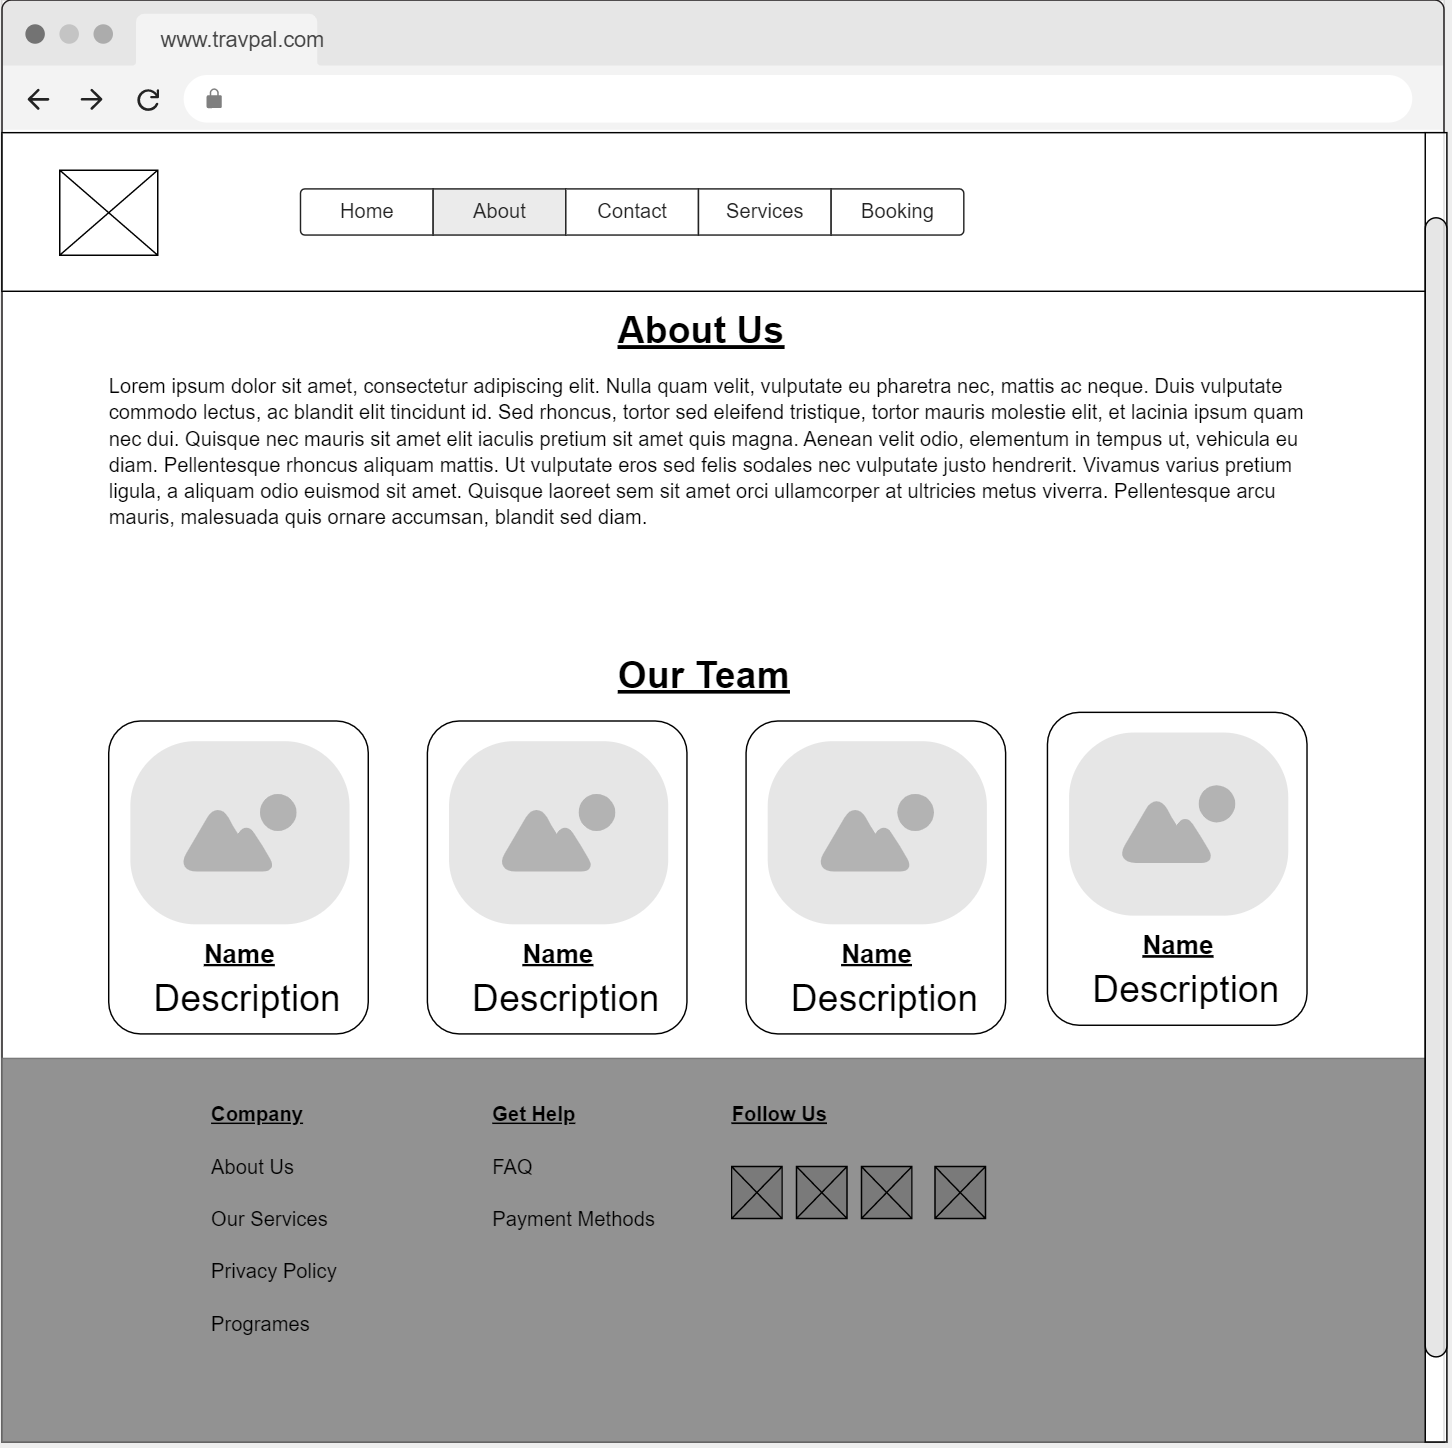 www.travpal.com
Home About Contact Services Booking
About Us
Lorem ipsum dolor sit amet, consectetur adipiscing elit. Nulla quam velit, vulputate eu pharetra nec, mattis ac neque. Duis vulputate
commodo lectus, ac blandit elit tincidunt id. Sed rhoncus, tortor sed eleifend tristique, tortor mauris molestie elit, et lacinia ipsum quam
nec dui. Quisque nec mauris sit amet elit iaculis pretium sit amet quis magna. Aenean velit odio, elementum in tempus ut, vehicula eu
diam. Pellentesque rhoncus aliquam mattis. Ut vulputate eros sed felis sodales nec vulputate justo hendrerit. Vivamus varius pretium
ligula, a aliquam odio euismod sit amet. Quisque laoreet sem sit amet orci ullamcorper at ultricies metus viverra. Pellentesque arcu
mauris, malesuada quis ornare accumsan, blandit sed diam.
Our Team
Name
Description
Name
Description
Name
Description
Name
Description
Company
About Us
Our Services
Privacy Policy
Programes
Get Help
FAQ
Payment Methods
Follow Us